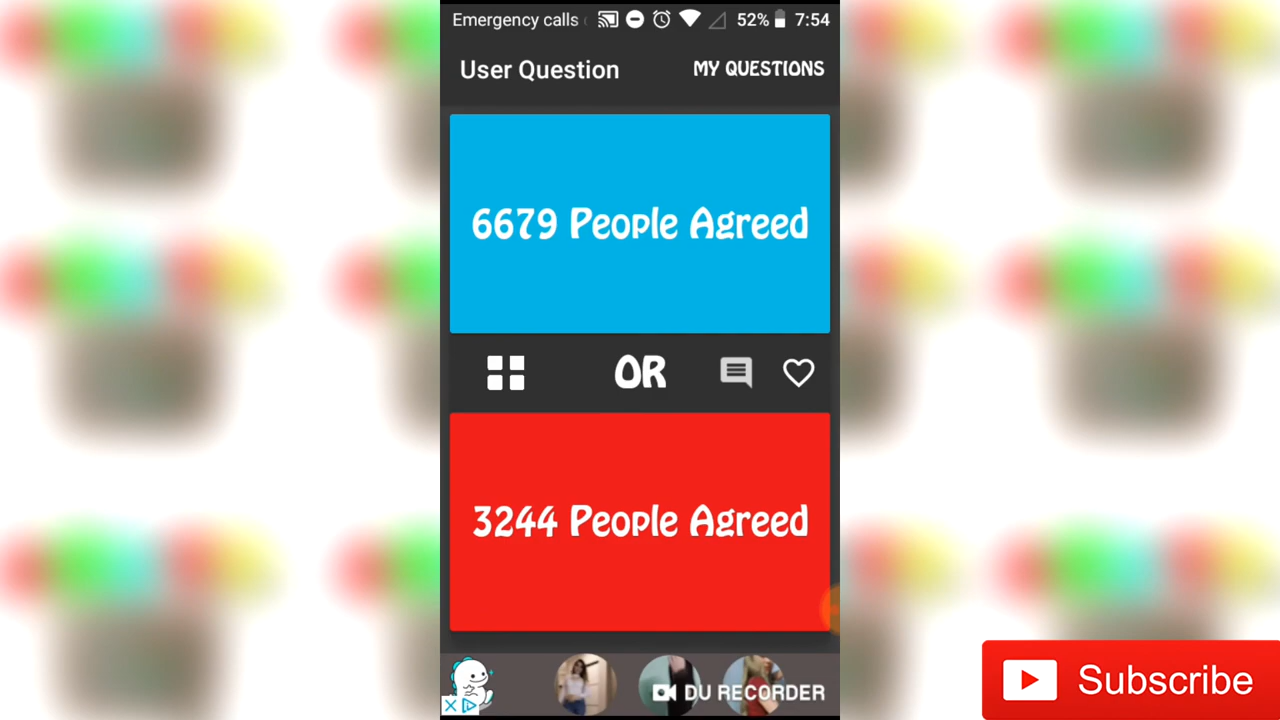 Emergency calls
52% 7:54
User Question
MY QUESTIONS
6679 People Agreed
OR
3244 People Agreed
DU RECORDER
Subscribe